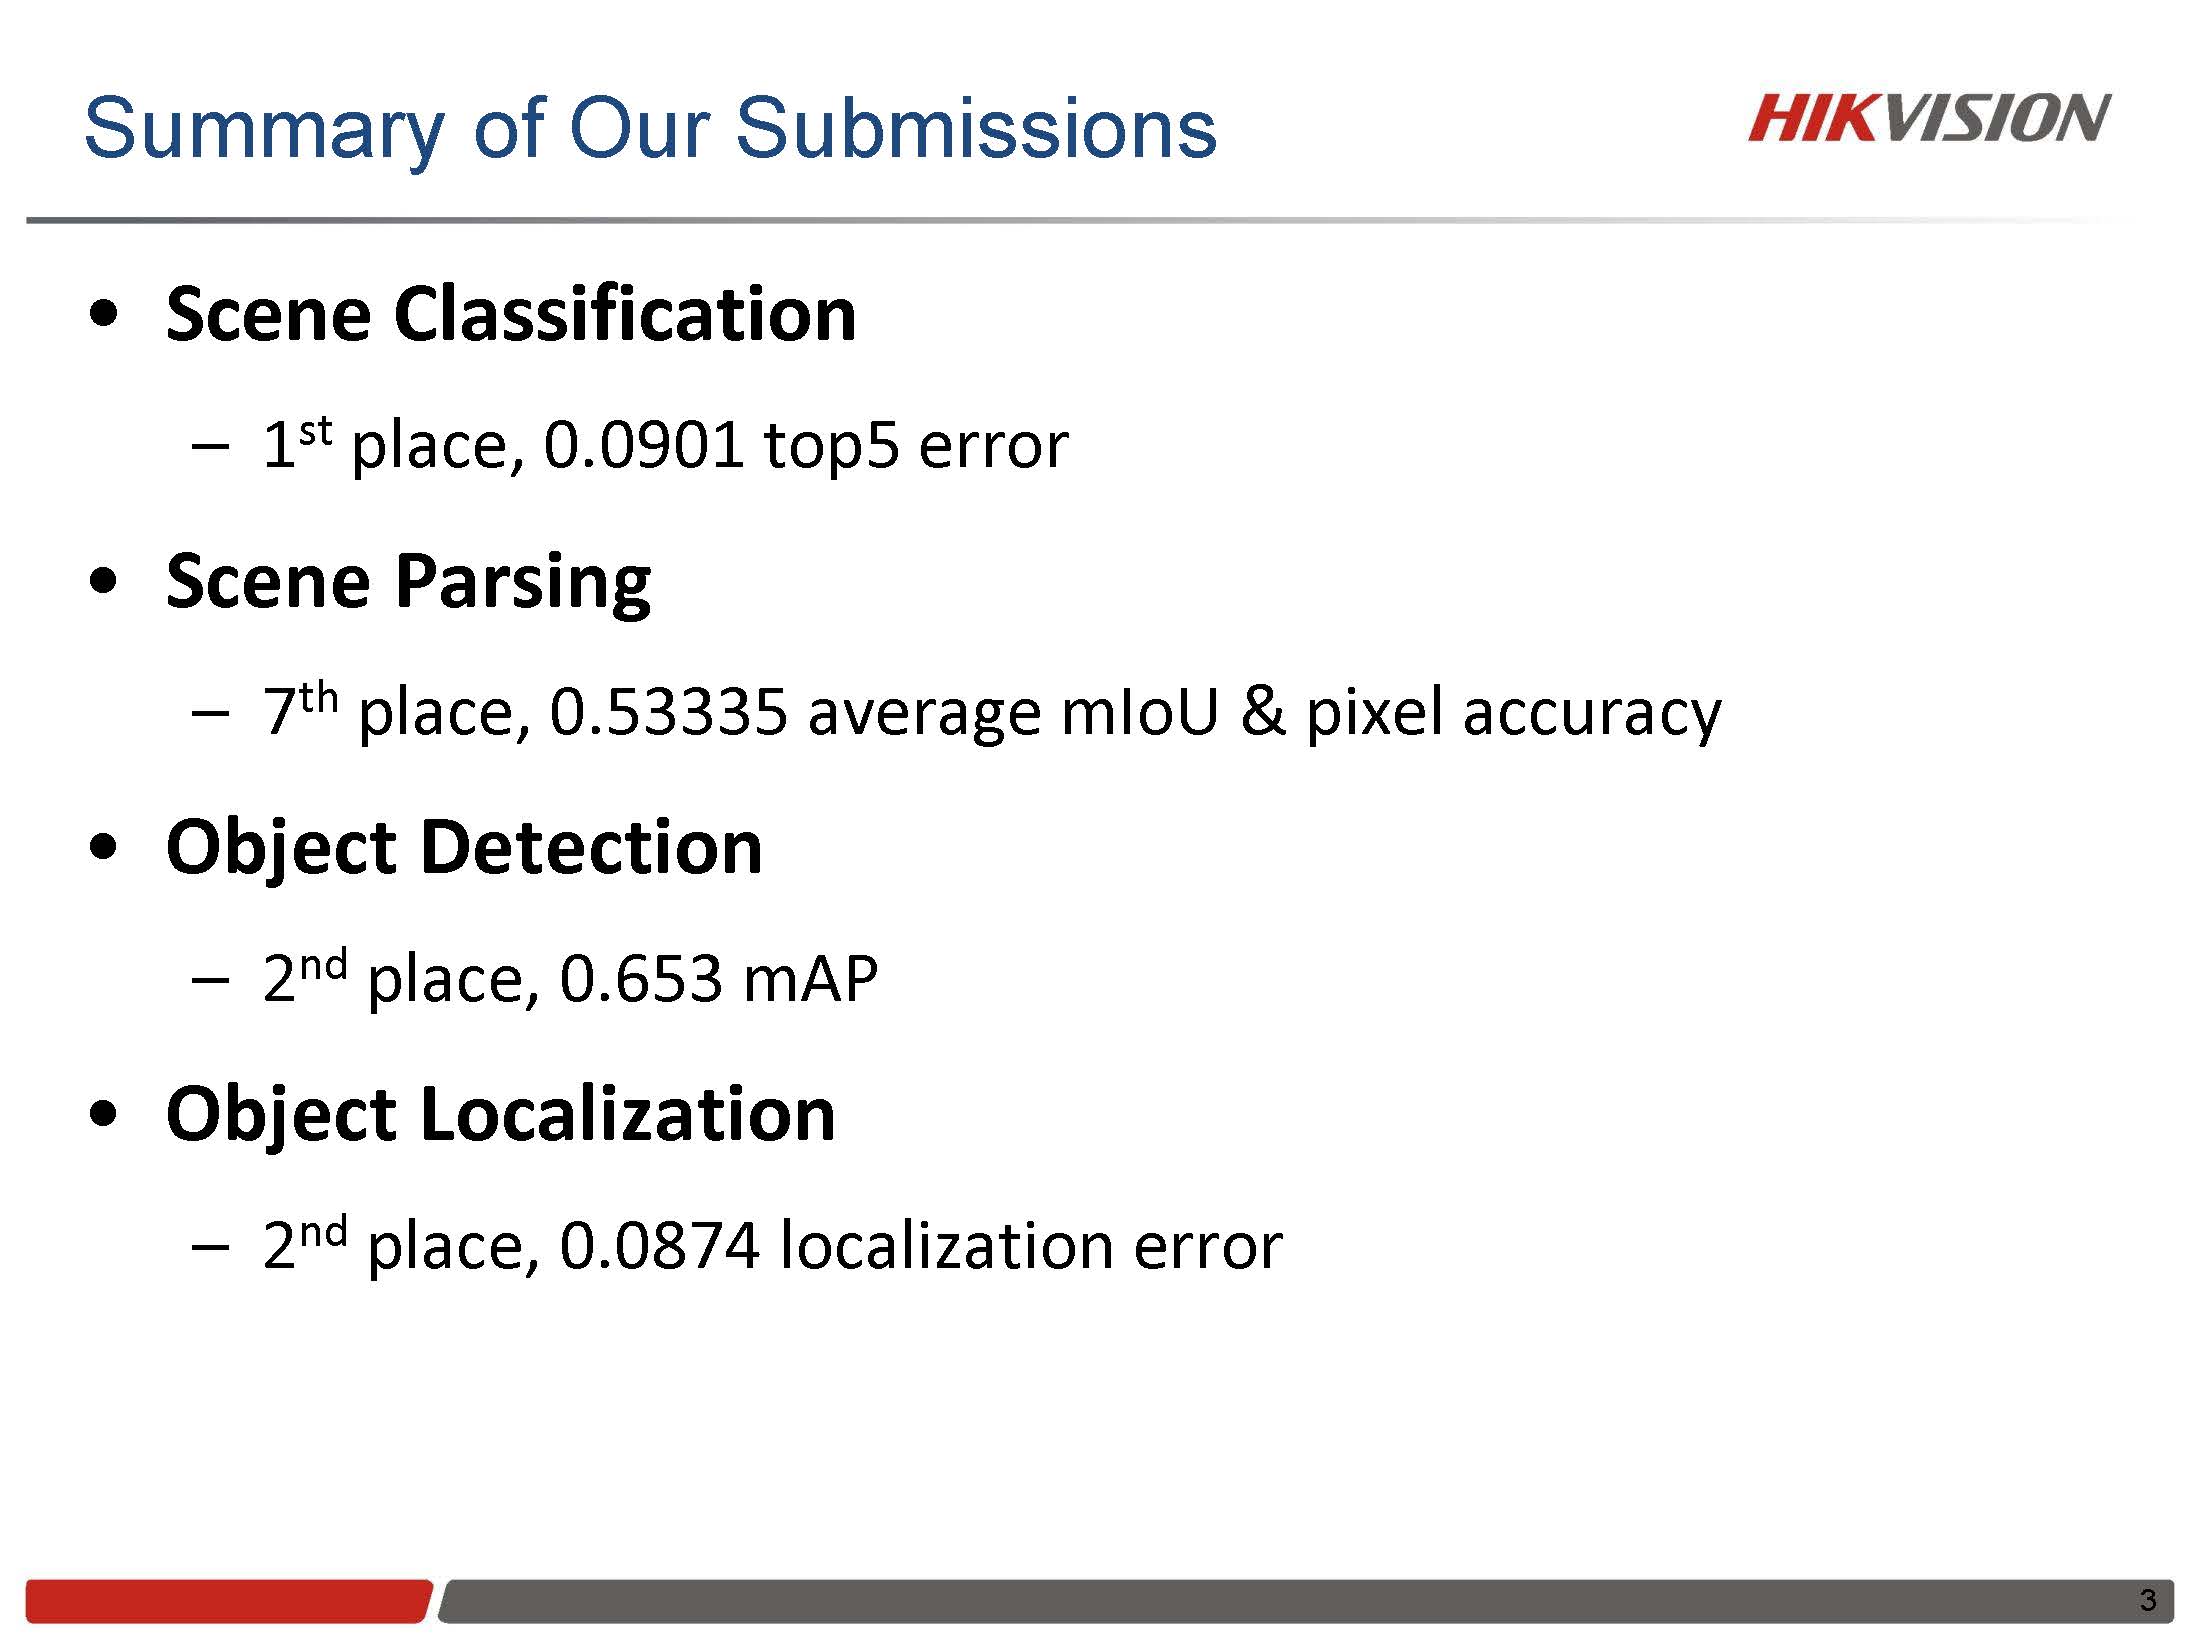 Summary of Our Submissions
HIKVISION
• Scene Classification
– 1st place, 0.0901 top5 error
• Scene Parsing
– 7th place, 0.53335 average mIoU & pixel accuracy
• Object Detection
– 2nd place, 0.653 mAP
• Object Localization
– 2nd place, 0.0874 localization error
3